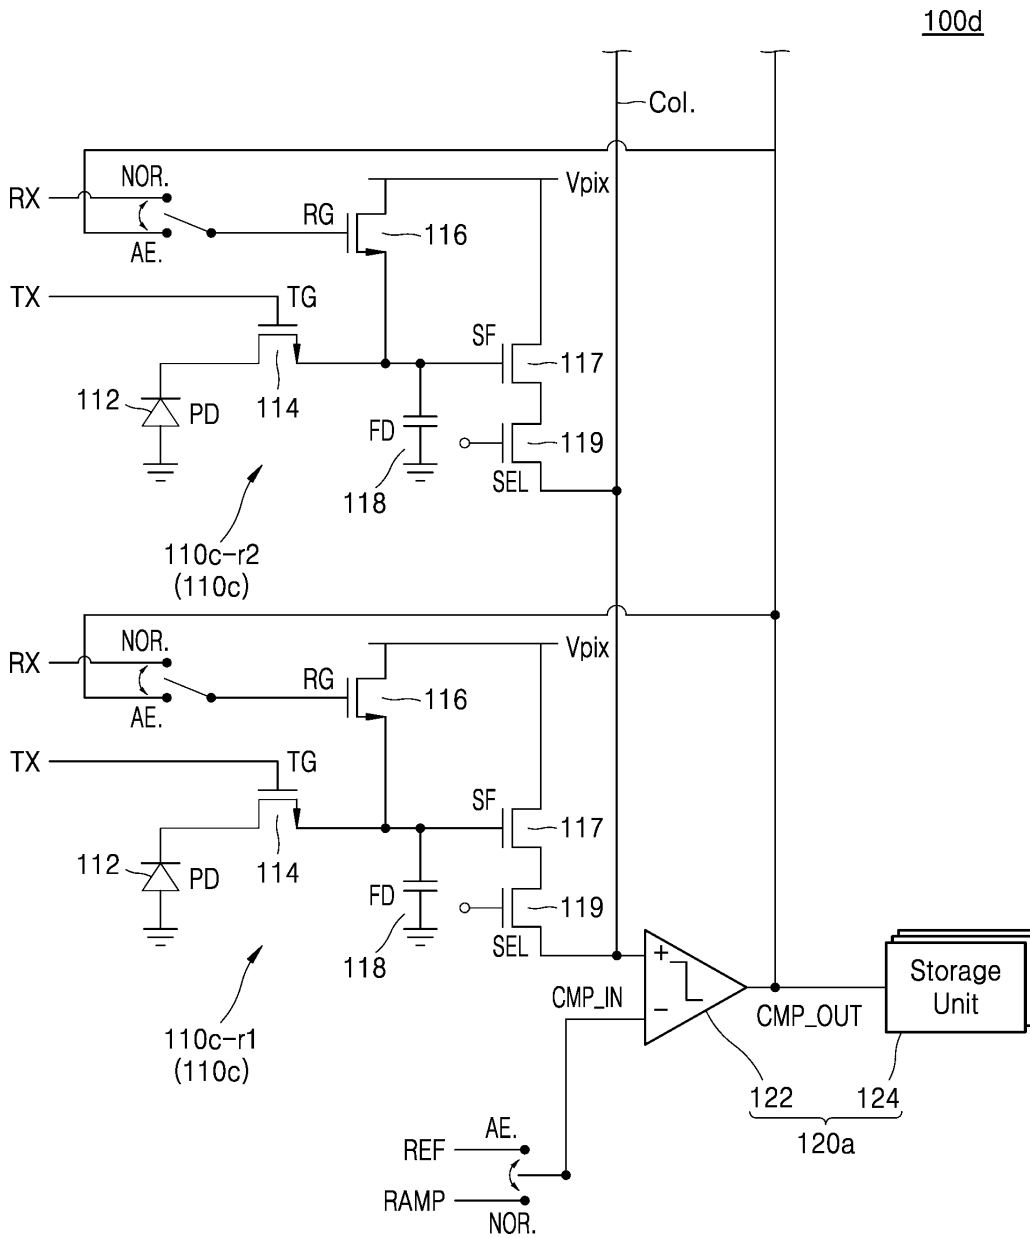 100d
Col.
NOR.
RX
Vpix
RG
116
AE.
TX
TG
SF
117
112
PD
114
FD
119
118
SEL
110c-r2
(110c)
NOR.
RX
Vpix
RG
116
AE.
TX
TG
SF
117
112
PD
114
FD
119
118
SEL
+
CMP_IN
−
CMP_OUT
Storage
Unit
110c-r1
(110c)
122
124
120a
AE.
REF
RAMP
NOR.